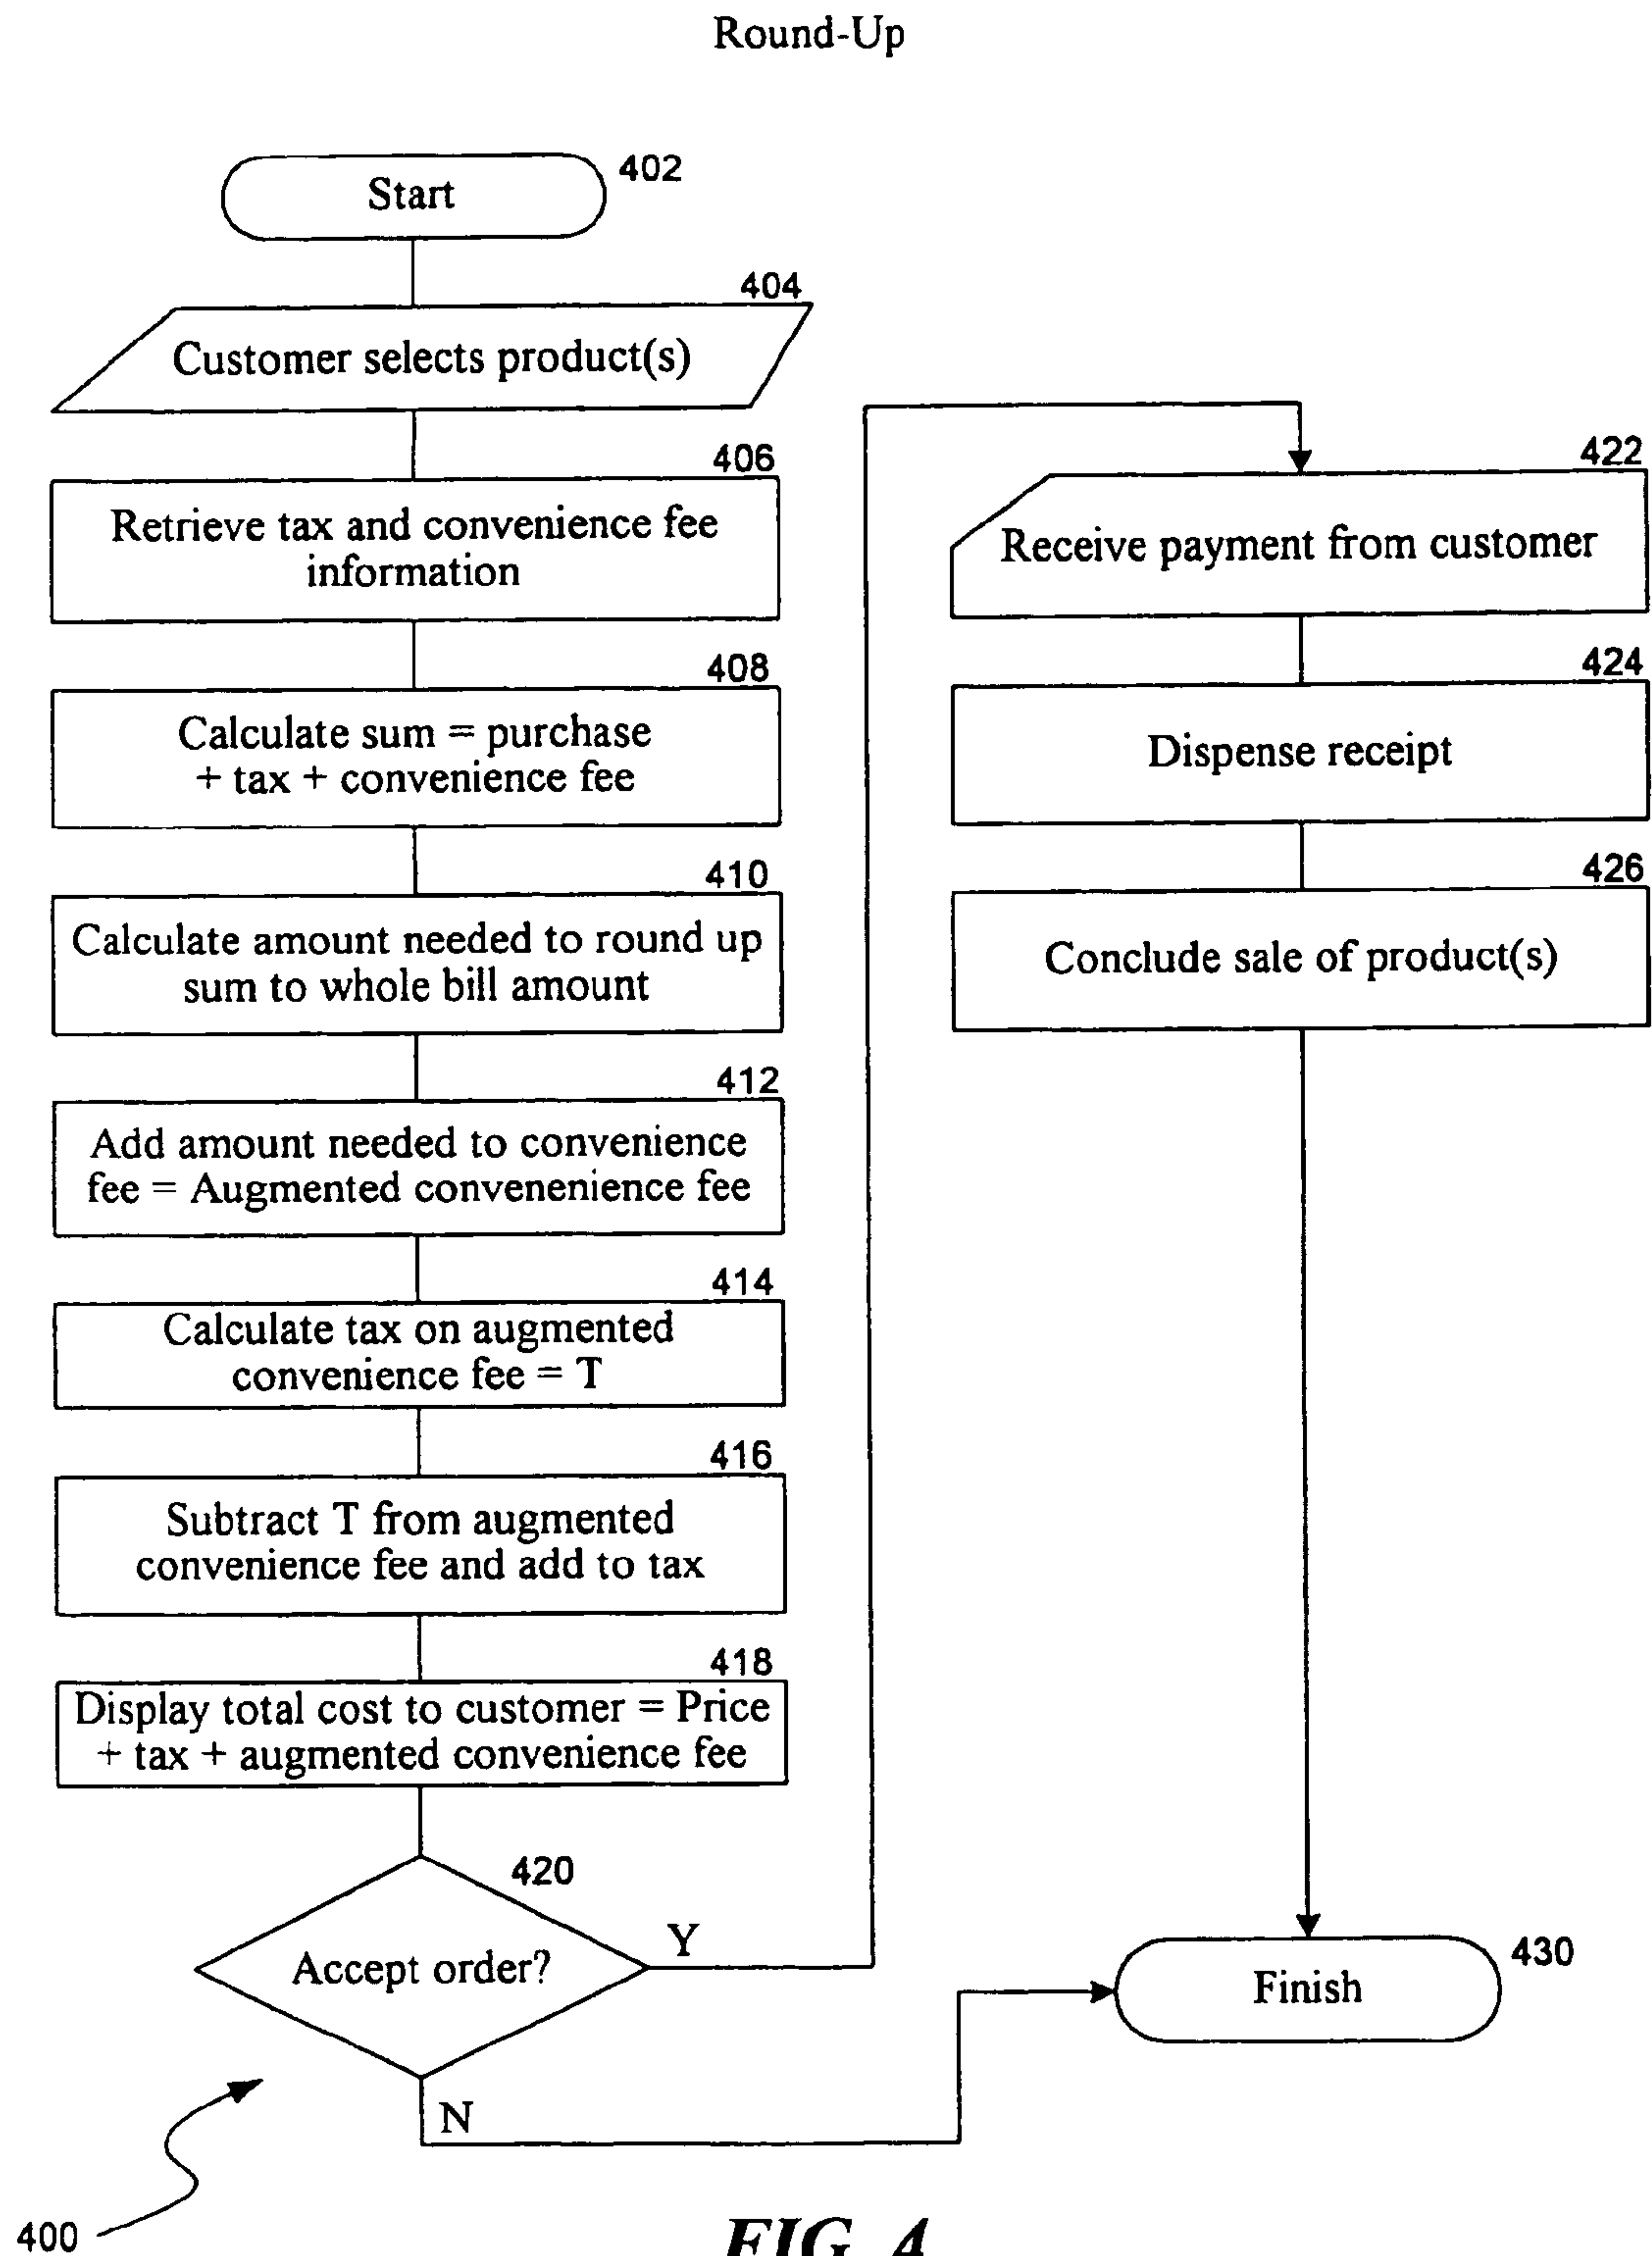 Round-Up
Start
402
404
Customer selects product(s)
406
Retrieve tax and convenience fee
information
408
Calculate sum = purchase
+ tax + convenience fee
410
Calculate amount needed to round up
sum to whole bill amount
412
Add amount needed to convenience
fee = Augmented convenenience fee
414
Calculate tax on augmented
convenience fee = T
416
Subtract T from augmented
convenience fee and add to tax
418
Display total cost to customer = Price
+ tax + augmented convenience fee
420
Accept order?
Y
N
422
Receive payment from customer
424
Dispense receipt
426
Conclude sale of product(s)
430
Finish
400
FIG. 4